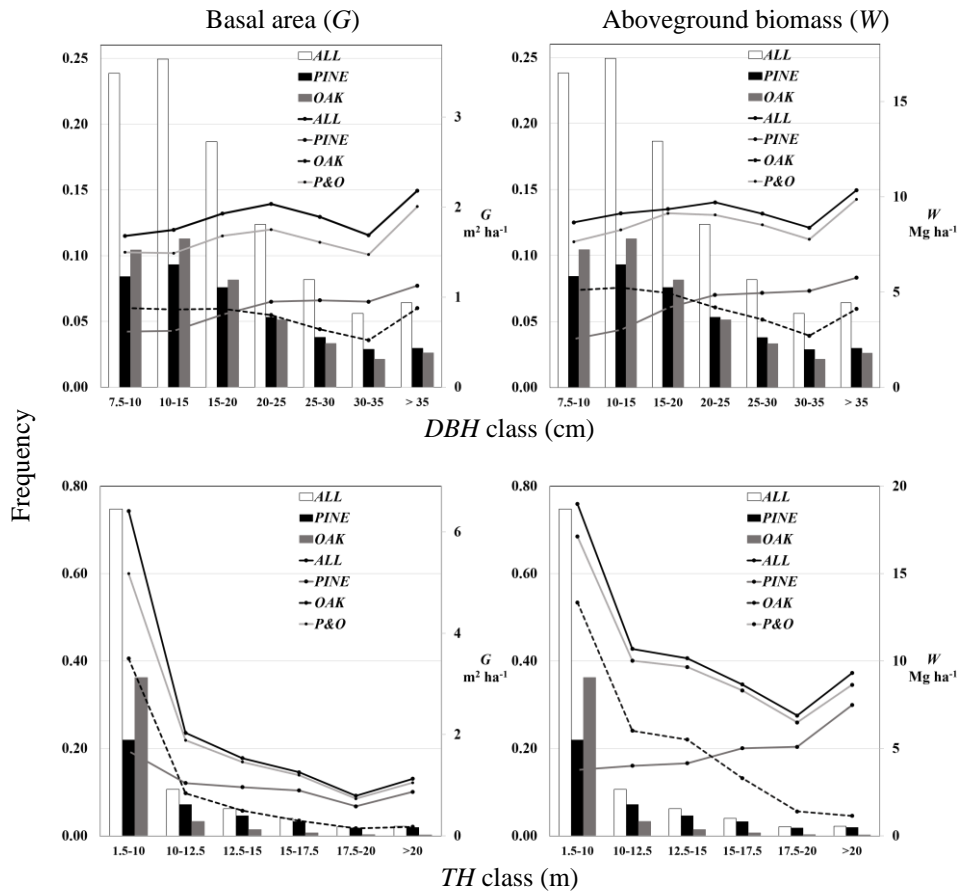 Basal area (G)
Aboveground biomass (W)
0.25
0.20
0.15
0.10
0.05
0.00
ALL
PINE
OAK
ALL
PINE
OAK
P&O
3
2
1
0
G
m² ha⁻¹
7.5-10 10-15 15-20 20-25 25-30 30-35 > 35
0.25
0.20
0.15
0.10
0.05
0.00
ALL
PINE
OAK
ALL
PINE
OAK
P&O
15
10
5
0
W
Mg ha⁻¹
7.5-10 10-15 15-20 20-25 25-30 30-35 > 35
DBH class (cm)
Frequency
0.80
0.60
0.40
0.20
0.00
ALL
PINE
OAK
ALL
PINE
OAK
P&O
6
4
2
0
G
m² ha⁻¹
1.5-10 10-12.5 12.5-15 15-17.5 17.5-20 >20
0.80
0.60
0.40
0.20
0.00
ALL
PINE
OAK
ALL
PINE
OAK
P&O
20
15
10
5
0
W
Mg ha⁻¹
1.5-10 10-12.5 12.5-15 15-17.5 17.5-20 >20
TH class (m)